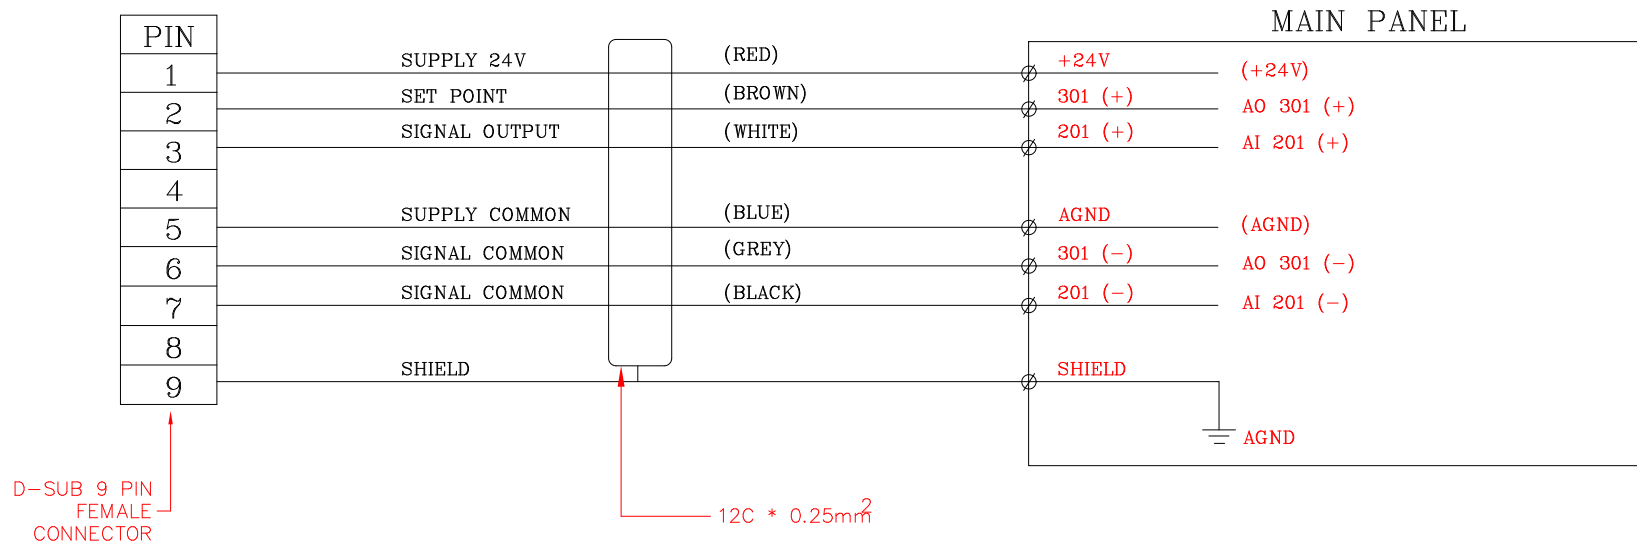 MAIN PANEL
PIN
1 SUPPLY 24V (RED) +24V (+24V)
2 SET POINT (BROWN) 301 (+) AO 301 (+)
3 SIGNAL OUTPUT (WHITE) 201 (+) AI 201 (+)
4
5 SUPPLY COMMON (BLUE) AGND (AGND)
6 SIGNAL COMMON (GREY) 301 (-) AO 301 (-)
7 SIGNAL COMMON (BLACK) 201 (-) AI 201 (-)
8
9 SHIELD SHIELD
AGND
D-SUB 9 PIN
FEMALE
CONNECTOR
12C * 0.25mm²